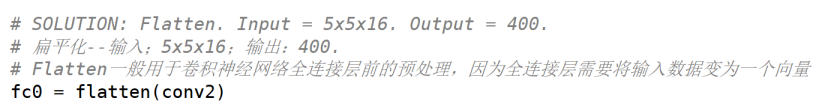 # SOLUTION: Flatten. Input = 5x5x16. Output = 400.
# 扁平化--输入；5x5x16；输出：400.
# Flatten一般用于卷积神经网络全连接层前的预处理，因为全连接层需要将输入数据变为一个向量
fc0 = flatten(conv2)